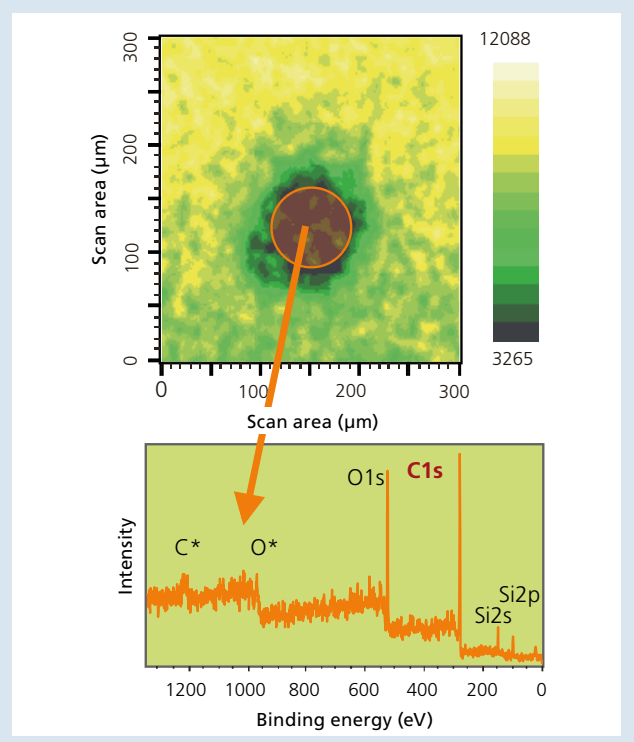 12088
300
200
100
0
Scan area (µm)
3265
0 100 200 300
Scan area (µm)
O1s C1s
C* O*
Si2p
Si2s
Intensity
1200 1000 800 600 400 200 0
Binding energy (eV)